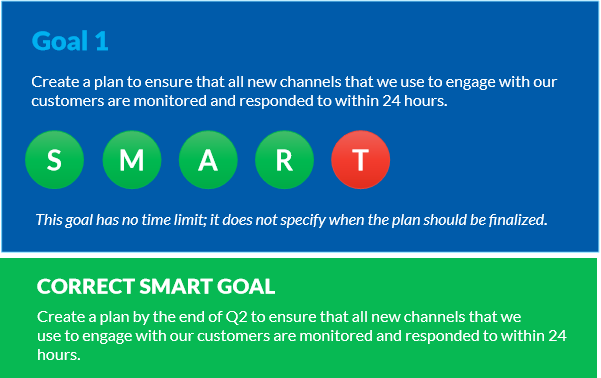 Goal 1
Create a plan to ensure that all new channels that we use to engage with our
customers are monitored and responded to within 24 hours.
S M A R T
This goal has no time limit; it does not specify when the plan should be finalized.
CORRECT SMART GOAL
Create a plan by the end of Q2 to ensure that all new channels that we
use to engage with our customers are monitored and responded to within 24
hours.